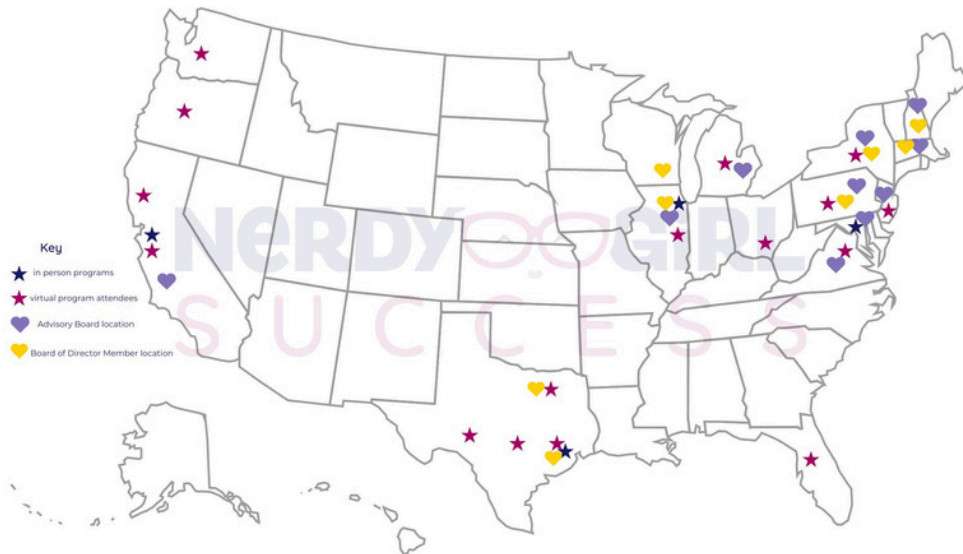 NERDY GIRL
SUCCESS
Key
in person programs
virtual program attendees
Advisory Board location
Board of Director Member location